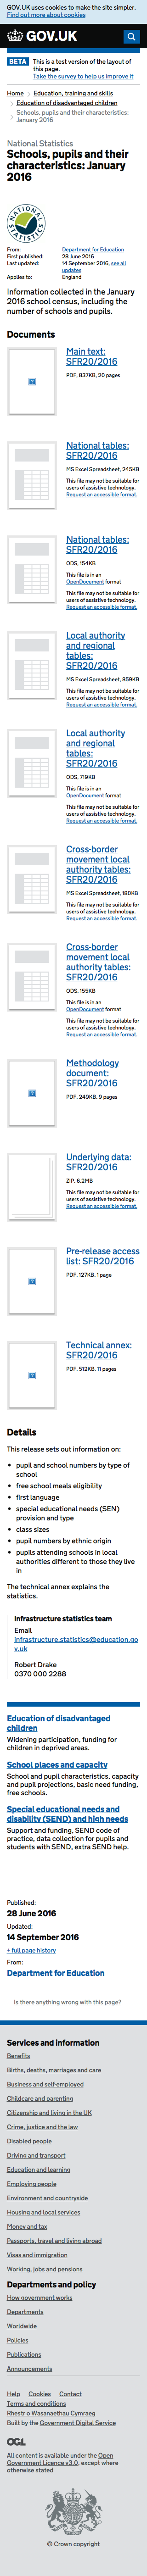 GOV.UK uses cookies to make the site simpler.
Find out more about cookies
GOV.UK
BETA
This is a test version of the layout of
this page.
Take the survey to help us improve it
Home
Education, training and skills
Education of disadvantaged children
Schools, pupils and their characteristics:
January 2016
National Statistics
Schools, pupils and their
characteristics: January
2016
From: Department for Education
First published: 28 June 2016
Last updated: 14 September 2016, see all
updates
Applies to: England
Information collected in the January
2016 school census, including the
number of schools and pupils.
Documents
Main text:
SFR20/2016
PDF, 837KB, 20 pages
National tables:
SFR20/2016
MS Excel Spreadsheet, 245KB
This file may not be suitable for
users of assistive technology.
Request an accessible format.
National tables:
SFR20/2016
ODS, 154KB
This file is in an
OpenDocument format
This file may not be suitable for
users of assistive technology.
Request an accessible format.
Local authority
and regional
tables:
SFR20/2016
MS Excel Spreadsheet, 859KB
This file may not be suitable for
users of assistive technology.
Request an accessible format.
Local authority
and regional
tables:
SFR20/2016
ODS, 719KB
This file is in an
OpenDocument format
This file may not be suitable for
users of assistive technology.
Request an accessible format.
Cross-border
movement local
authority tables:
SFR20/2016
MS Excel Spreadsheet, 180KB
This file may not be suitable for
users of assistive technology.
Request an accessible format.
Cross-border
movement local
authority tables:
SFR20/2016
ODS, 155KB
This file is in an
OpenDocument format
This file may not be suitable for
users of assistive technology.
Request an accessible format.
Methodology
document:
SFR20/2016
PDF, 249KB, 9 pages
Underlying data:
SFR20/2016
ZIP, 6.2MB
This file may not be suitable for
users of assistive technology.
Request an accessible format.
Pre-release access
list: SFR20/2016
PDF, 127KB, 1 page
Technical annex:
SFR20/2016
PDF, 512KB, 11 pages
Details
This release sets out information on:
pupil and school numbers by type of
school
free school meals eligibility
first language
special educational needs (SEN)
provision and type
class sizes
pupil numbers by ethnic origin
pupils attending schools in local
authorities different to those they live
in
The technical annex explains the
statistics.
Infrastructure statistics team
Email
infrastructure.statistics@education.go
v.uk
Robert Drake
0370 000 2288
Education of disadvantaged
children
Widening participation, funding for
children in deprived areas.
School places and capacity
School and pupil characteristics, capacity
and pupil projections, basic need funding,
free schools.
Special educational needs and
disability (SEND) and high needs
Support and funding, SEND code of
practice, data collection for pupils and
students with SEND, extra SEND help.
Published:
28 June 2016
Updated:
14 September 2016
+ full page history
From:
Department for Education
Is there anything wrong with this page?
Services and information
Benefits
Births, deaths, marriages and care
Business and self-employed
Childcare and parenting
Citizenship and living in the UK
Crime, justice and the law
Disabled people
Driving and transport
Education and learning
Employing people
Environment and countryside
Housing and local services
Money and tax
Passports, travel and living abroad
Visas and immigration
Working, jobs and pensions
Departments and policy
How government works
Departments
Worldwide
Policies
Publications
Announcements
Help Cookies Contact
Terms and conditions
Rhestr o Wasanaethau Cymraeg
Built by the Government Digital Service
OGL
All content is available under the Open
Government Licence v3.0, except where
otherwise stated
© Crown copyright